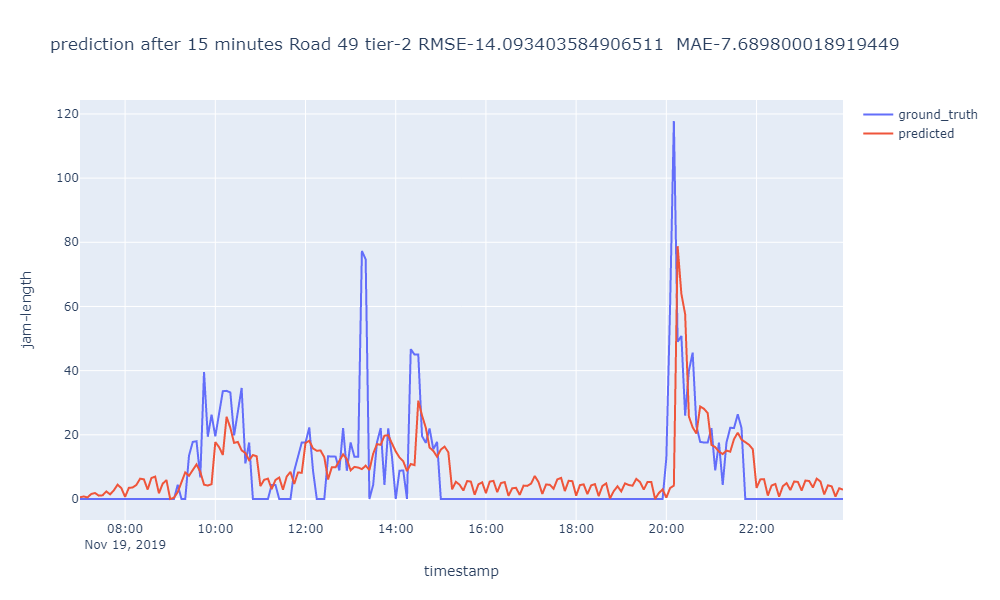 prediction after 15 minutes Road 49 tier-2 RMSE-14.093403584906511  MAE-7.689800018919449
ground_truth
predicted
120
100
80
60
40
20
0
jam-length
08:00 10:00 12:00 14:00 16:00 18:00 20:00 22:00
Nov 19, 2019
timestamp